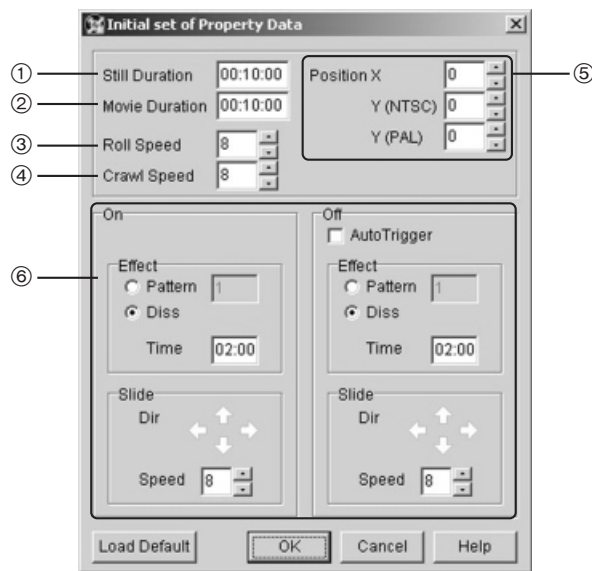 Initial set of Property Data
① Still Duration 00:10:00
② Movie Duration 00:10:00
③ Roll Speed 8
④ Crawl Speed 8
Position X 0 ⑤
Y (NTSC) 0
Y (PAL) 0
⑥
On
Effect
Pattern 1
Diss
Time 02:00
Slide
Dir
Speed 8
Off
AutoTrigger
Effect
Pattern 1
Diss
Time 02:00
Slide
Dir
Speed 8
Load Default OK Cancel Help